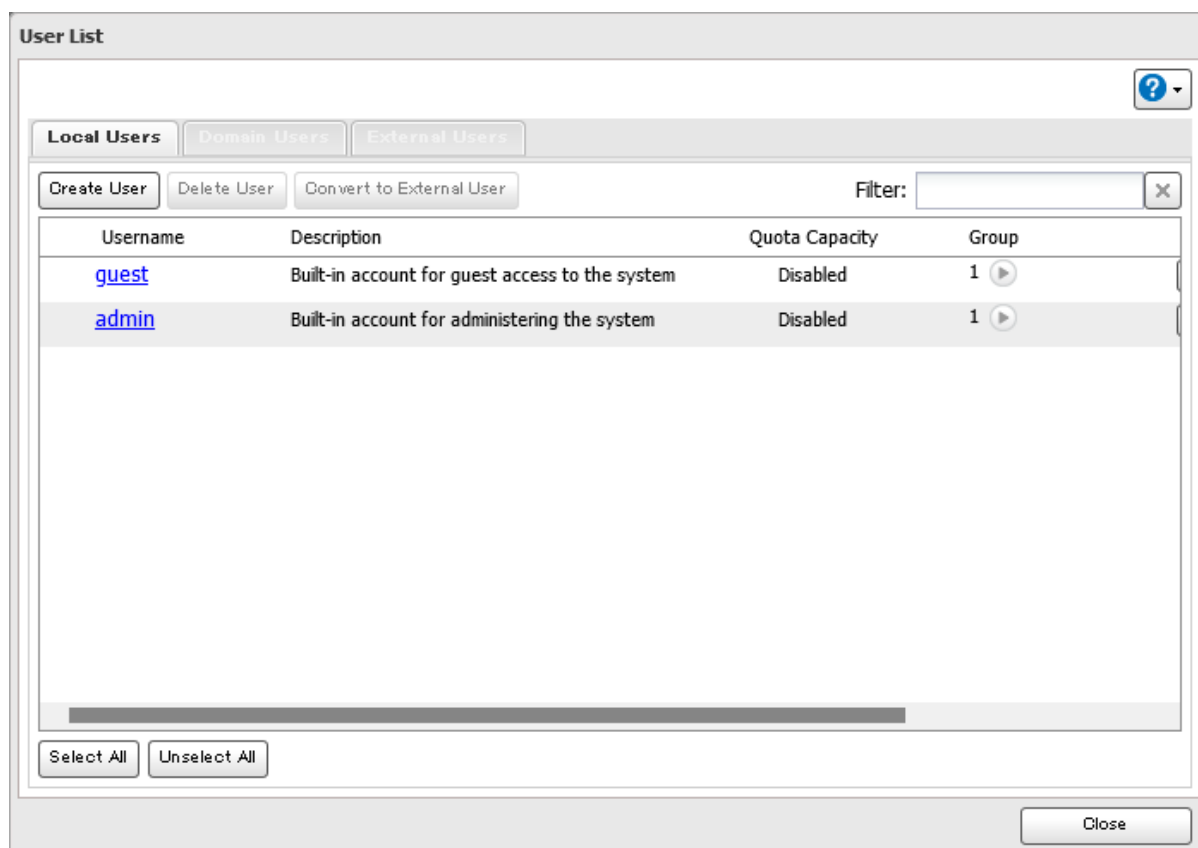 User List
Local Users Domain Users External Users
Create User Delete User Convert to External User Filter:
Username Description Quota Capacity Group
guest Built-in account for guest access to the system Disabled 1
admin Built-in account for administering the system Disabled 1
Select All Unselect All
Close